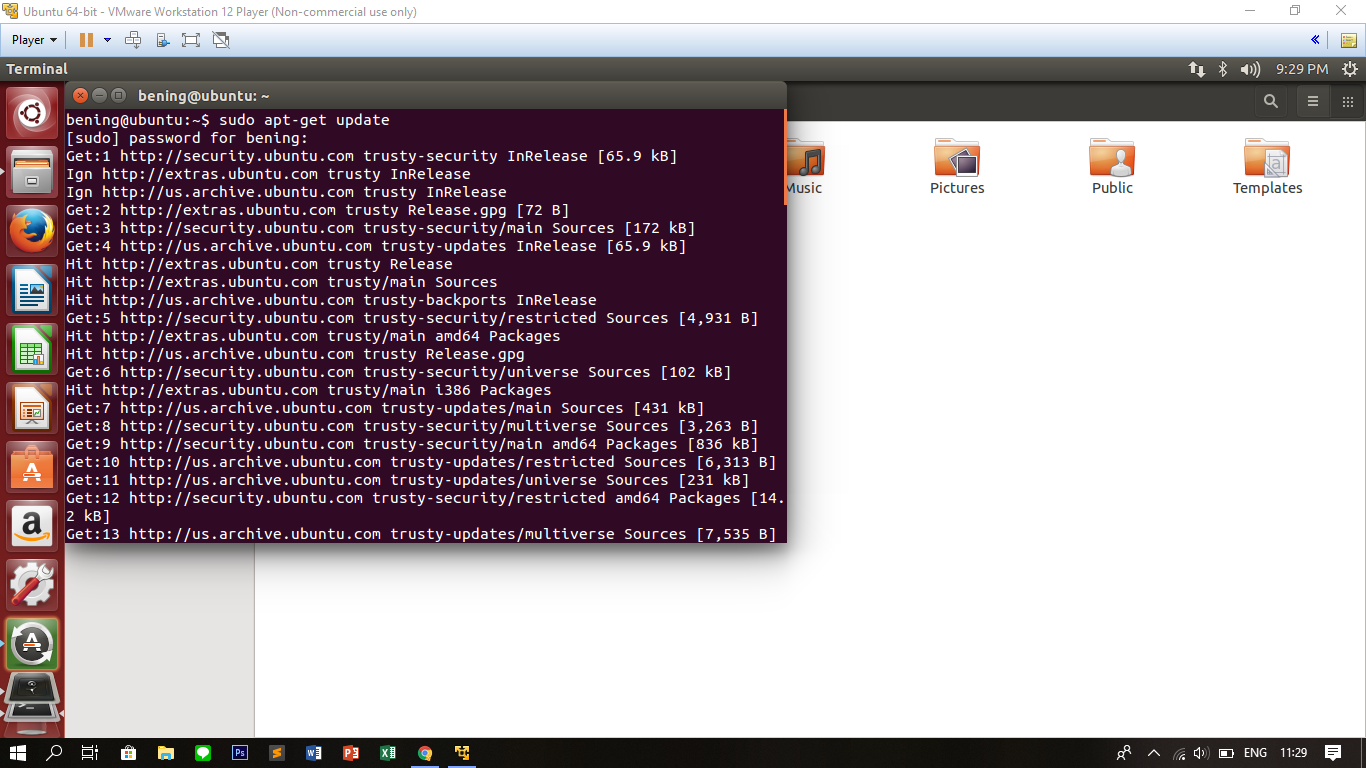 Ubuntu 64-bit - VMware Workstation 12 Player (Non-commercial use only)
Player
Terminal
9:29 PM
bening@ubuntu: ~
bening@ubuntu:~$ sudo apt-get update
[sudo] password for bening:
Get:1 http://security.ubuntu.com trusty-security InRelease [65.9 kB]
Ign http://extras.ubuntu.com trusty InRelease
Ign http://us.archive.ubuntu.com trusty InRelease
Get:2 http://extras.ubuntu.com trusty Release.gpg [72 B]
Get:3 http://security.ubuntu.com trusty-security/main Sources [172 kB]
Get:4 http://us.archive.ubuntu.com trusty-updates InRelease [65.9 kB]
Hit http://extras.ubuntu.com trusty Release
Hit http://extras.ubuntu.com trusty/main Sources
Hit http://us.archive.ubuntu.com trusty-backports InRelease
Get:5 http://security.ubuntu.com trusty-security/restricted Sources [4,931 B]
Hit http://extras.ubuntu.com trusty/main amd64 Packages
Hit http://us.archive.ubuntu.com trusty Release.gpg
Get:6 http://security.ubuntu.com trusty-security/universe Sources [102 kB]
Hit http://extras.ubuntu.com trusty/main i386 Packages
Get:7 http://us.archive.ubuntu.com trusty-updates/main Sources [431 kB]
Get:8 http://security.ubuntu.com trusty-security/multiverse Sources [3,263 B]
Get:9 http://security.ubuntu.com trusty-security/main amd64 Packages [836 kB]
Get:10 http://us.archive.ubuntu.com trusty-updates/restricted Sources [6,313 B]
Get:11 http://us.archive.ubuntu.com trusty-updates/universe Sources [231 kB]
Get:12 http://security.ubuntu.com trusty-security/restricted amd64 Packages [14.
2 kB]
Get:13 http://us.archive.ubuntu.com trusty-updates/multiverse Sources [7,535 B]
Music
Pictures
Public
Templates
ENG
11:29